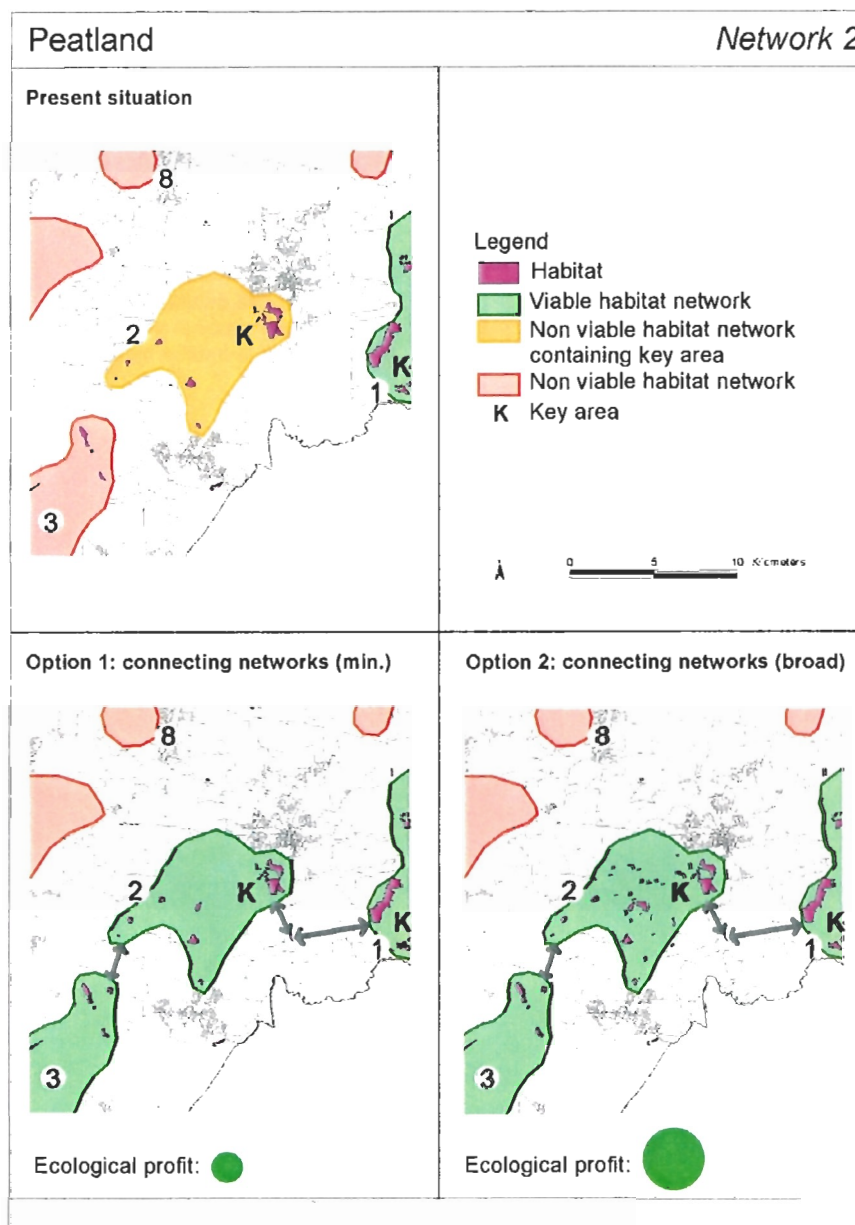 Peatland
Network 2
Present situation
8
2
K
K
1
3
Legend
Habitat
Viable habitat network
Non viable habitat network
containing key area
Non viable habitat network
K Key area
0 5 10 Kilometers
Option 1: connecting networks (min.)
8
2
K
K
1
3
Ecological profit:
Option 2: connecting networks (broad)
8
2
K
K
1
3
Ecological profit: